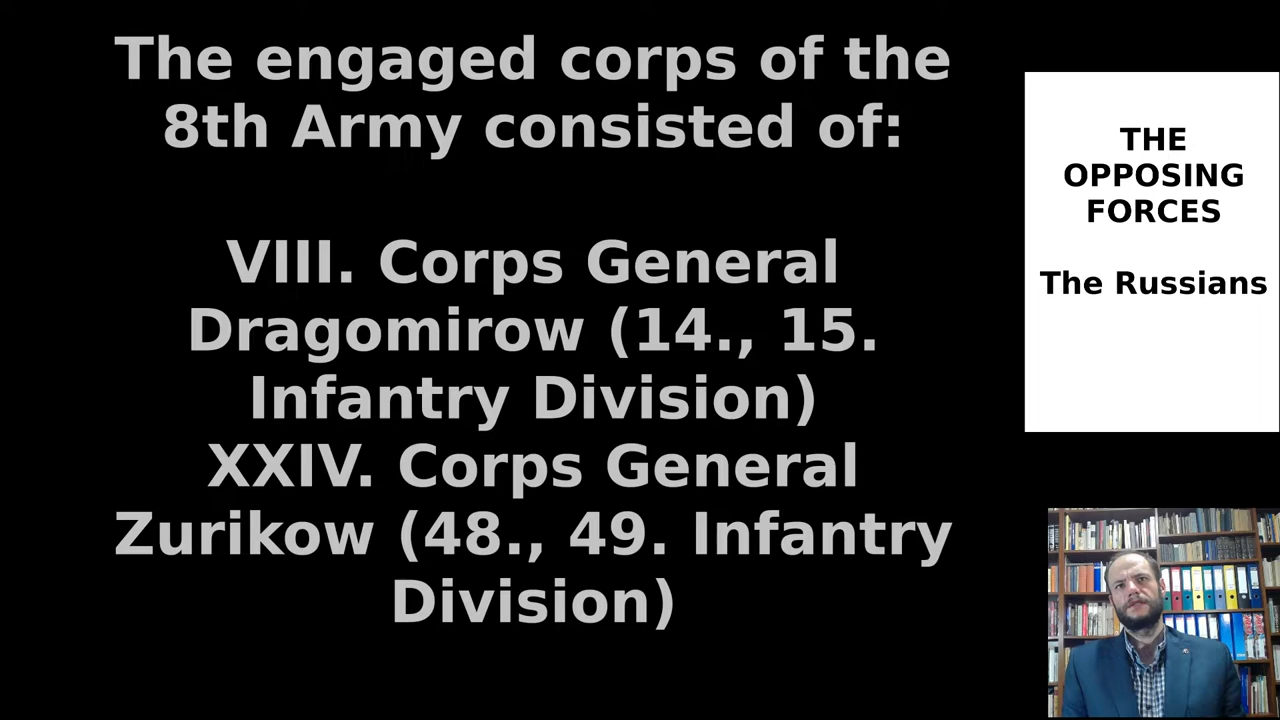 The engaged corps of the
8th Army consisted of:
VIII. Corps General
Dragomirow (14., 15.
Infantry Division)
XXIV. Corps General
Zurikow (48., 49. Infantry
Division)
THE
OPPOSING
FORCES
The Russians